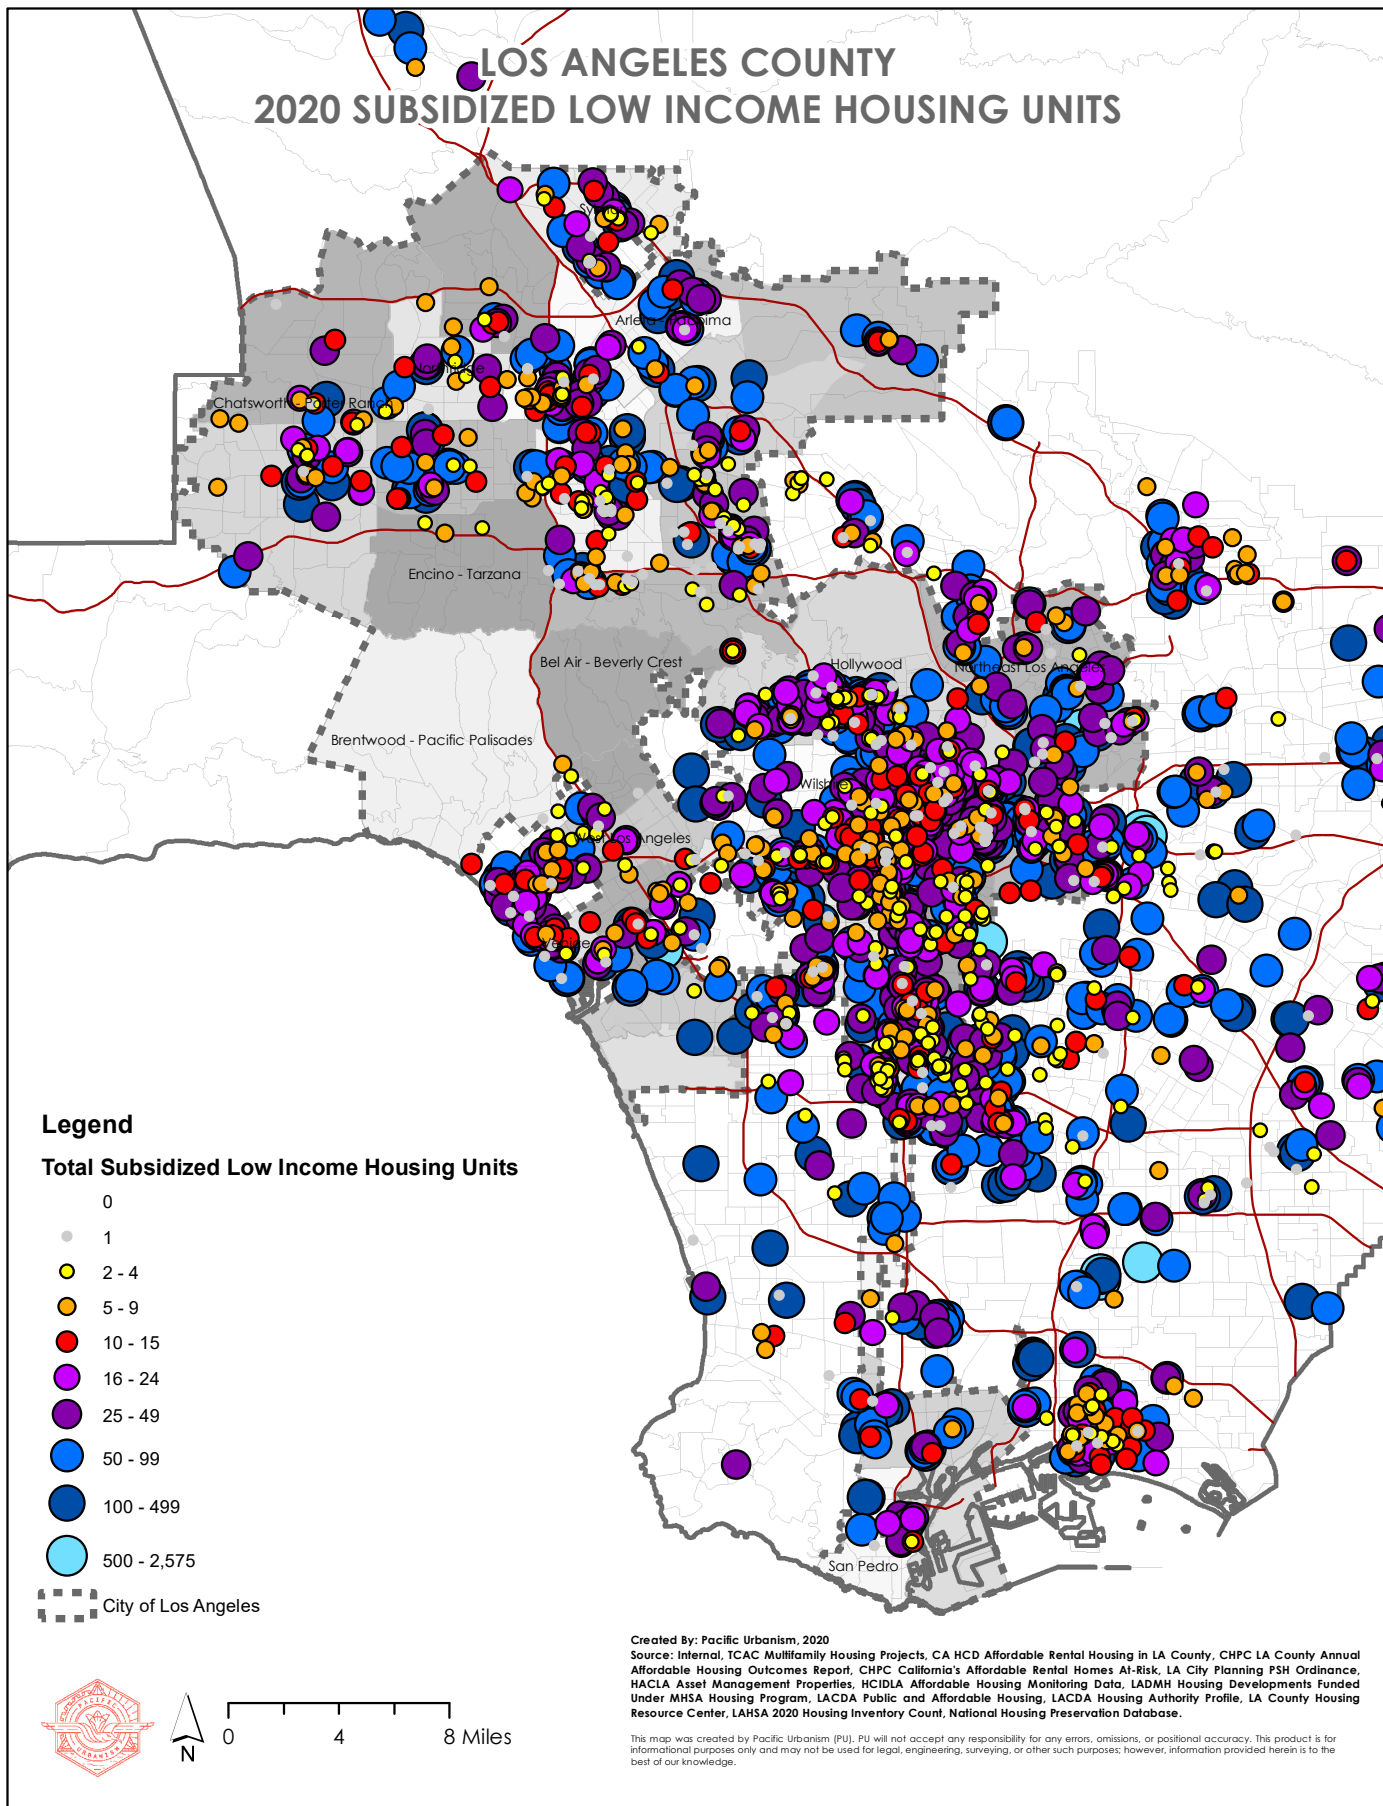 LOS ANGELES COUNTY
2020 SUBSIDIZED LOW INCOME HOUSING UNITS
Chatsworth - Porter Ranch
Encino - Tarzana
Bel Air - Beverly Crest
Hollywood
Northeast Los Angeles
Brentwood - Pacific Palisades
Wilshire
West Los Angeles
Venice
San Pedro
Legend
Total Subsidized Low Income Housing Units
0
1
2 - 4
5 - 9
10 - 15
16 - 24
25 - 49
50 - 99
100 - 499
500 - 2,575
City of Los Angeles
Created By: Pacific Urbanism, 2020
Source: Internal, TCAC Multifamily Housing Projects, CA HCD Affordable Rental Housing in LA County, CHPC LA County Annual
Affordable Housing Outcomes Report, CHPC California's Affordable Rental Homes At-Risk, LA City Planning PSH Ordinance,
HACLA Asset Management Properties, HCIDLA Affordable Housing Monitoring Data, LADMH Housing Developments Funded
Under MHSA Housing Program, LACDA Public and Affordable Housing, LACDA Housing Authority Profile, LA County Housing
Resource Center, LAHSA 2020 Housing Inventory Count, National Housing Preservation Database.
This map was created by Pacific Urbanism (PU). PU will not accept any responsibility for any errors, omissions, or positional accuracy. This product is for
informational purposes only and may not be used for legal, engineering, surveying, or other such purposes; however, information provided herein is to the
best of our knowledge.
PACIFIC
URBANISM
N
0 4 8 Miles